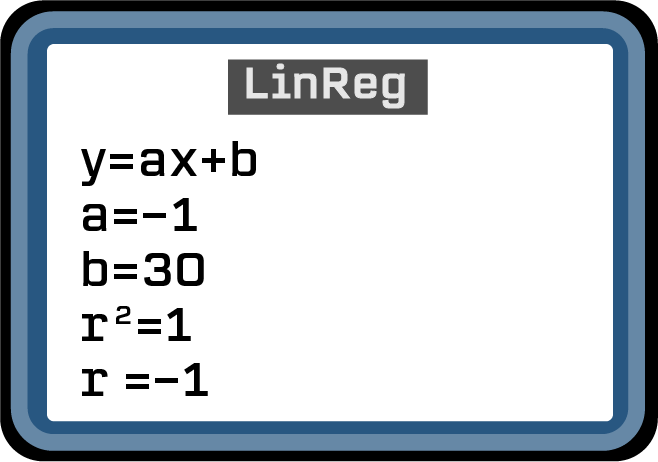 LinReg
y=ax+b
a=-1
b=30
r²=1
r =-1